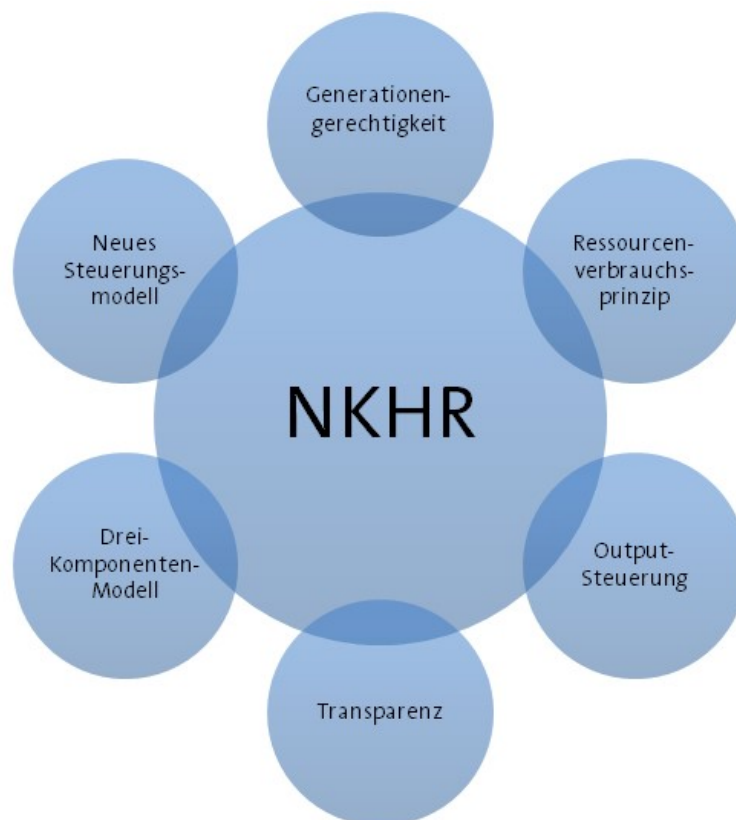 Generationen-
gerechtigkeit
Neues
Steuerungs-
modell
Ressourcen-
verbrauchs-
prinzip
NKHR
Drei-
Komponenten-
Modell
Output-
Steuerung
Transparenz